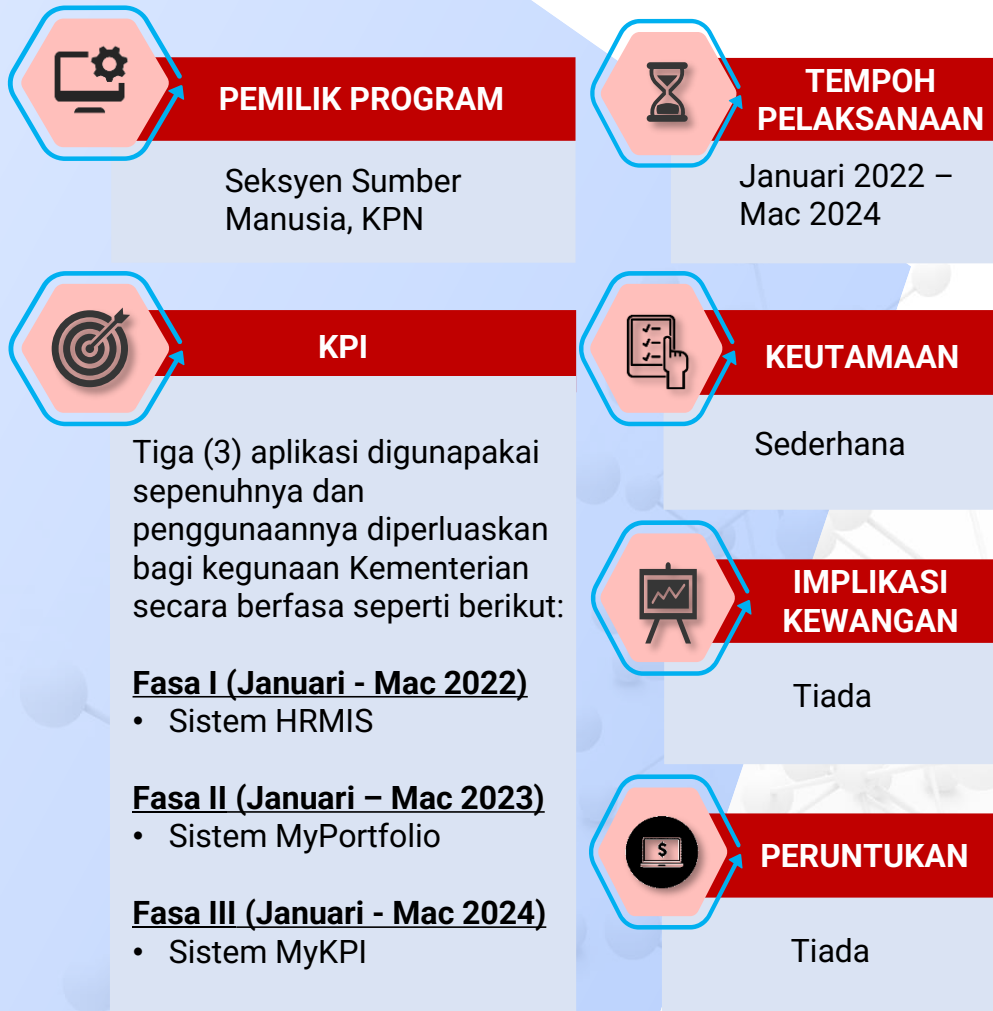 PEMILIK PROGRAM
Seksyen Sumber
Manusia, KPN
KPI
Tiga (3) aplikasi digunapakai
sepenuhnya dan
penggunaannya diperluaskan
bagi kegunaan Kementerian
secara berfasa seperti berikut:
Fasa I (Januari - Mac 2022)
• Sistem HRMIS
Fasa II (Januari – Mac 2023)
• Sistem MyPortfolio
Fasa III (Januari - Mac 2024)
• Sistem MyKPI
TEMPOH
PELAKSANAAN
Januari 2022 –
Mac 2024
KEUTAMAAN
Sederhana
IMPLIKASI
KEWANGAN
Tiada
$
PERUNTUKAN
Tiada